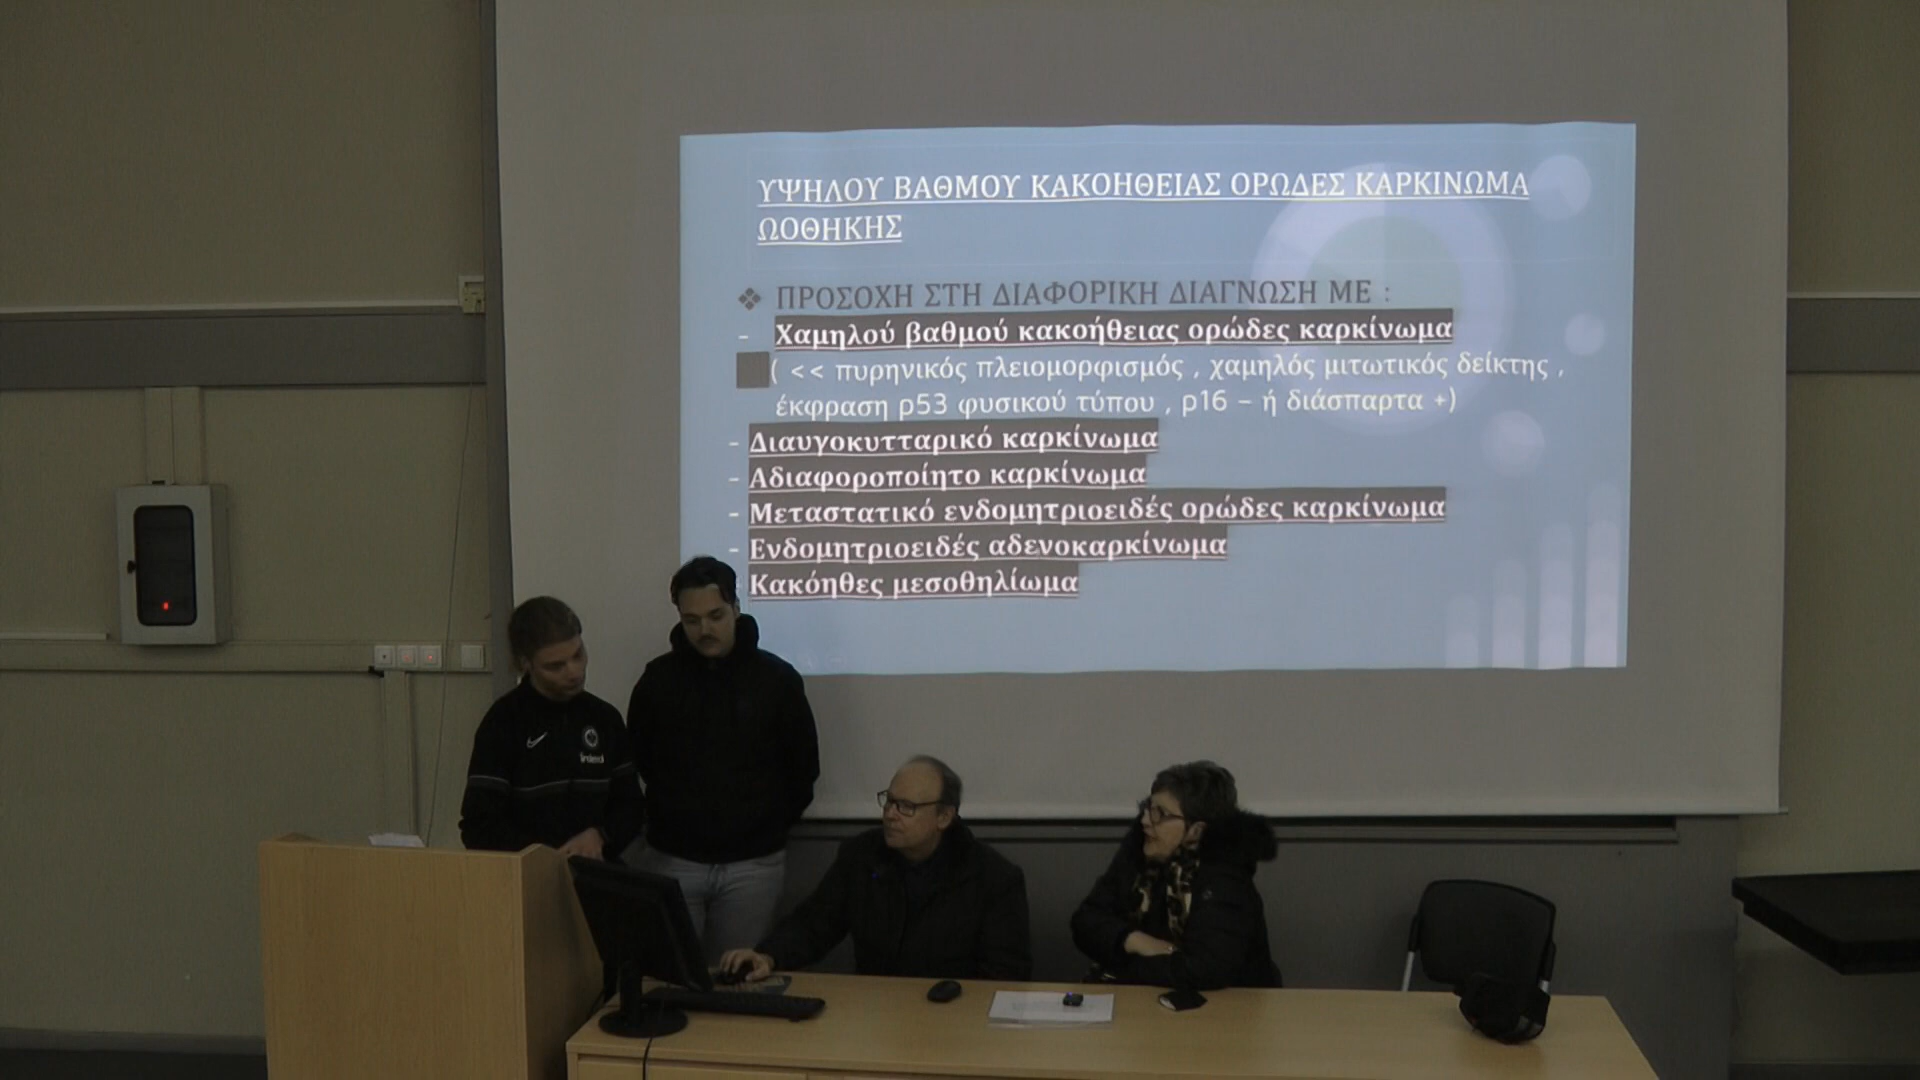 ΥΨΗΛΟΥ ΒΑΘΜΟΥ ΚΑΚΟΗΘΕΙΑΣ ΟΡΩΔΕΣ ΚΑΡΚΙΝΩΜΑ
ΩΟΘΗΚΗΣ
❖ ΠΡΟΣΟΧΗ ΣΤΗ ΔΙΑΦΟΡΙΚΗ ΔΙΑΓΝΩΣΗ ΜΕ :
- Χαμηλού βαθμού κακοήθειας ορώδες καρκίνωμα
( << πυρηνικός πλειομορφισμός , χαμηλός μιτωτικός δείκτης ,
έκφραση p53 φυσικού τύπου , p16 – ή διάσπαρτα +)
- Διαυγοκυτταρικό καρκίνωμα
- Αδιαφοροποίητο καρκίνωμα
- Μεταστατικό ενδομητριοειδές ορώδες καρκίνωμα
- Ενδομητριοειδές αδενοκαρκίνωμα
Κακόηθες μεσοθηλίωμα